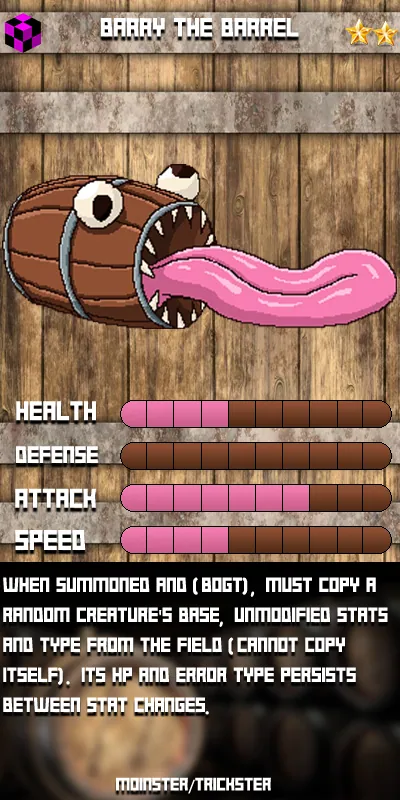 BARRY THE BARREL
HEALTH
DEFENSE
ATTACK
SPEED
WHEN SUMMONED AND (BOGT), MUST COPY A
RANDOM CREATURE'S BASE, UNMODIFIED STATS
AND TYPE FROM THE FIELD (CANNOT COPY
ITSELF). ITS HP AND ERROR TYPE PERSISTS
BETWEEN STAT CHANGES.
MOINSTER/TRICKSTER